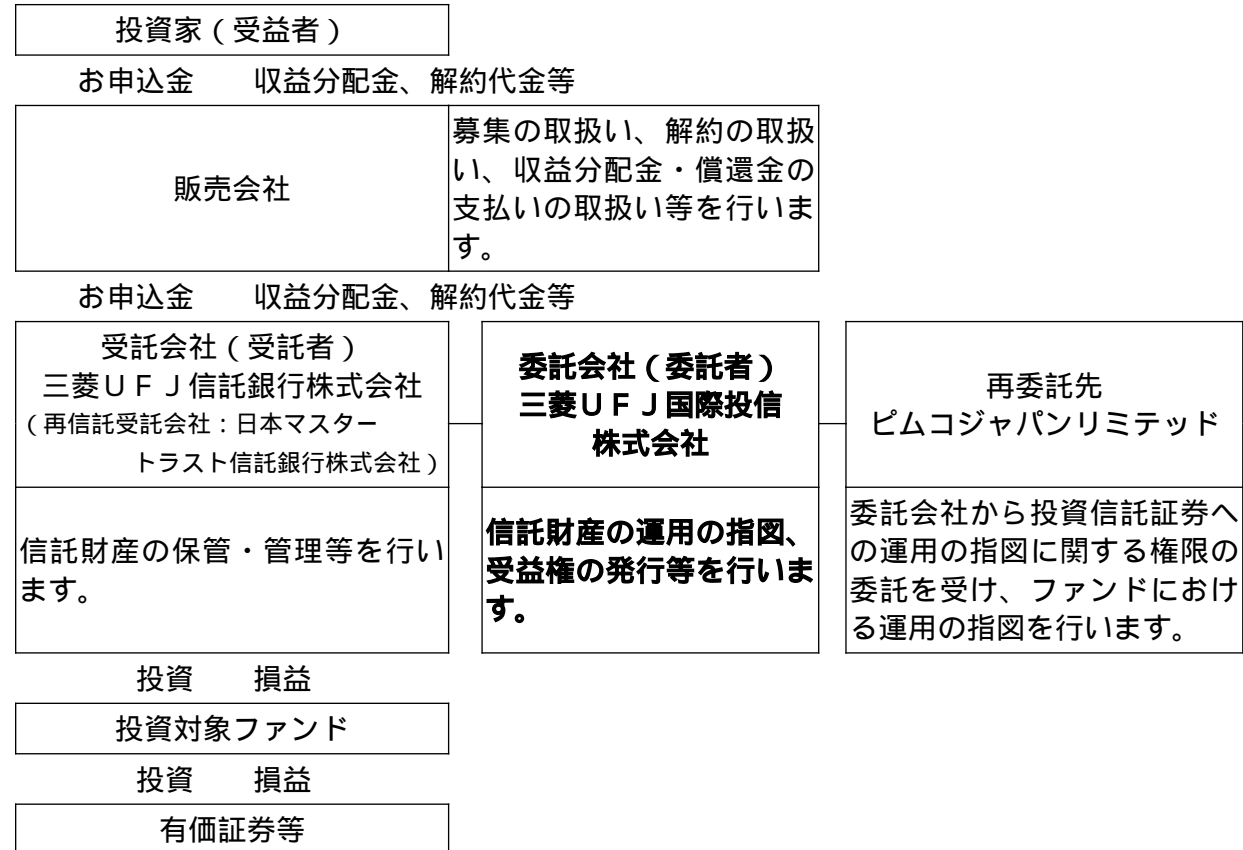 投資家（受益者）
お申込金　　収益分配金、解約代金等
販売会社
募集の取扱い、解約の取扱
い、収益分配金・償還金の
支払いの取扱い等を行いま
す。
お申込金　　収益分配金、解約代金等
受託会社（受託者）
三菱ＵＦＪ信託銀行株式会社
（再信託受託会社：日本マスター
トラスト信託銀行株式会社）
委託会社（委託者）
三菱ＵＦＪ国際投信
株式会社
再委託先
ピムコジャパンリミテッド
信託財産の保管・管理等を行い
ます。
信託財産の運用の指図、
受益権の発行等を行いま
す。
委託会社から投資信託証券へ
の運用の指図に関する権限の
委託を受け、ファンドにおけ
る運用の指図を行います。
投資　　損益
投資対象ファンド
投資　　損益
有価証券等